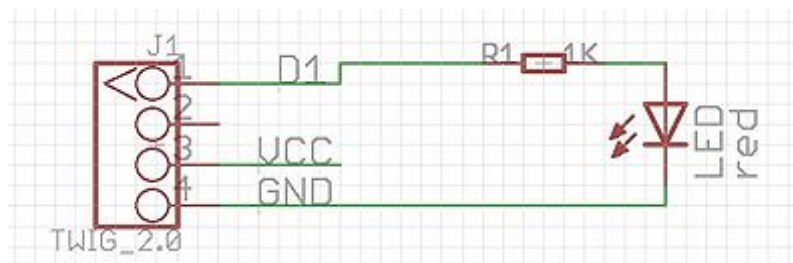 J1
1 D1 R1 1K
2
3 VCC
4 GND
LED
red
TWIG_2.0